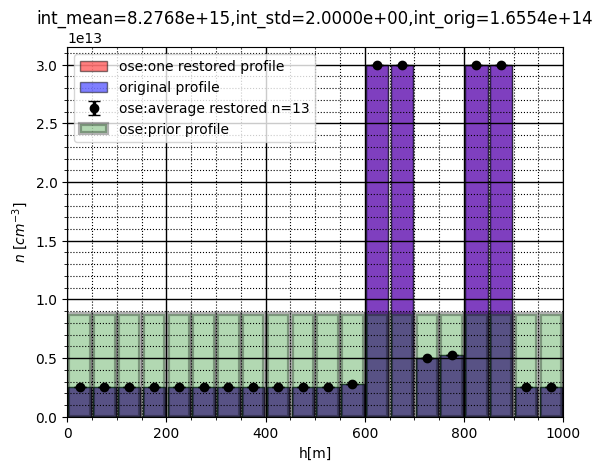 int_mean=8.2768e+15,int_std=2.0000e+00,int_orig=1.6554e+14
1e13
ose:one restored profile
original profile
ose:average restored n=13
ose:prior profile
3.0
2.5
2.0
1.5
1.0
0.5
0.0
n [cm⁻³]
0 200 400 600 800 1000
h[m]